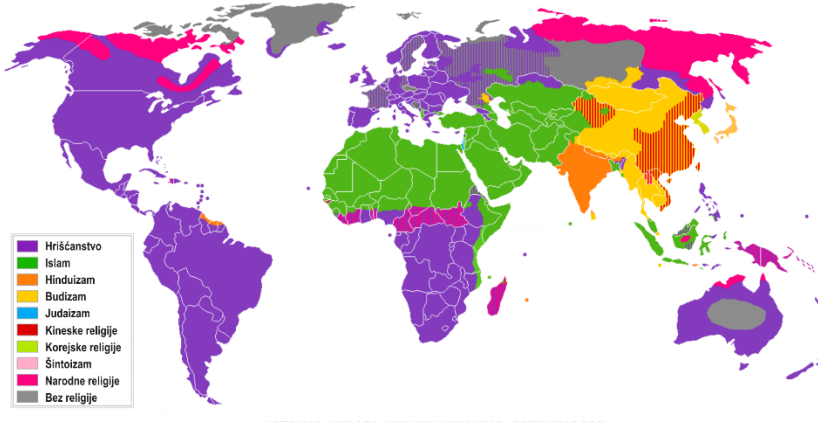 Hrišćanstvo
Islam
Hinduizam
Budizam
Judaizam
Kineske religije
Korejske religije
Šintoizam
Narodne religije
Bez religije